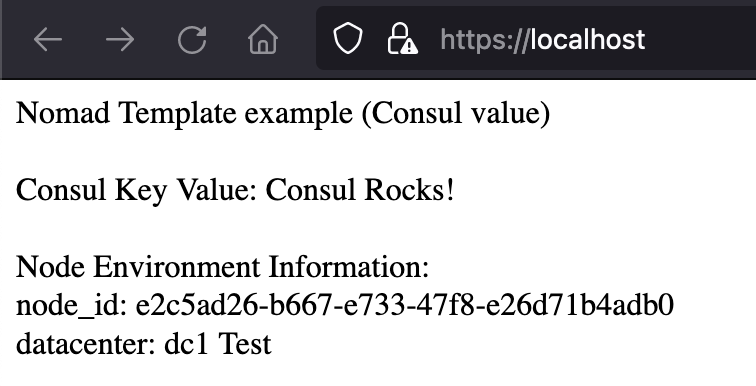 https://localhost
Nomad Template example (Consul value)
Consul Key Value: Consul Rocks!
Node Environment Information:
node_id: e2c5ad26-b667-e733-47f8-e26d71b4adb0
datacenter: dc1 Test